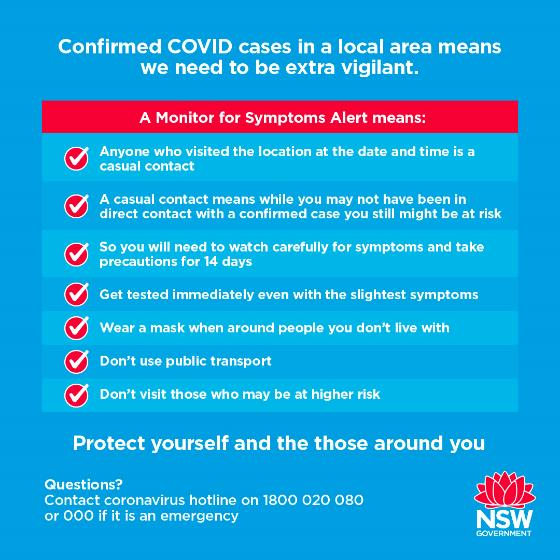 Confirmed COVID cases in a local area means
we need to be extra vigilant.
A Monitor for Symptoms Alert means:
Anyone who visited the location at the date and time is a
casual contact
A casual contact means while you may not have been in
direct contact with a confirmed case you still might be at risk
So you will need to watch carefully for symptoms and take
precautions for 14 days
Get tested immediately even with the slightest symptoms
Wear a mask when around people you don't live with
Don't use public transport
Don't visit those who may be at higher risk
Protect yourself and the those around you
Questions?
Contact coronavirus hotline on 1800 020 080
or 000 if it is an emergency
NSW
GOVERNMENT